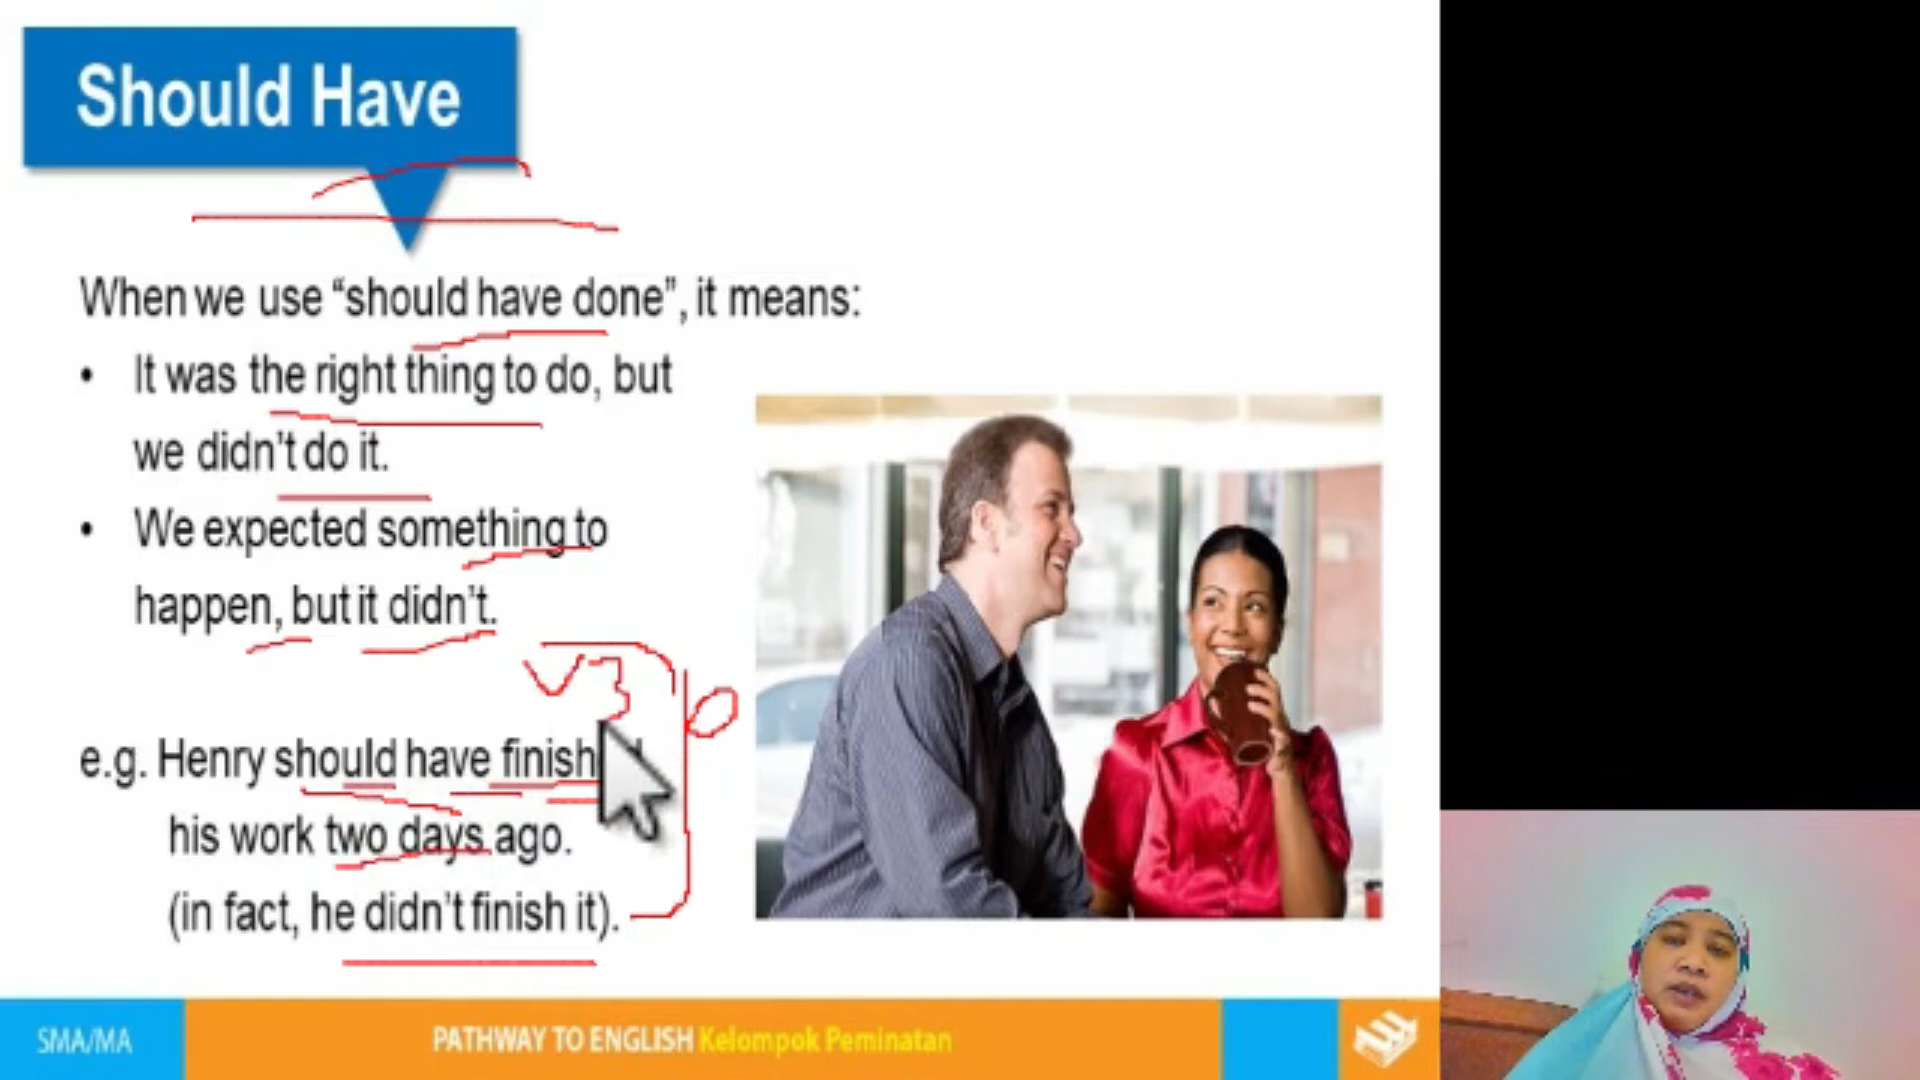 Should Have
When we use “should have done”, it means:
• It was the right thing to do, but
we didn’t do it.
• We expected something to
happen, but it didn’t.
V3
e.g. Henry should have finish
his work two days ago.
(in fact, he didn’t finish it).
SMA/MA
PATHWAY TO ENGLISH Kelompok Peminatan